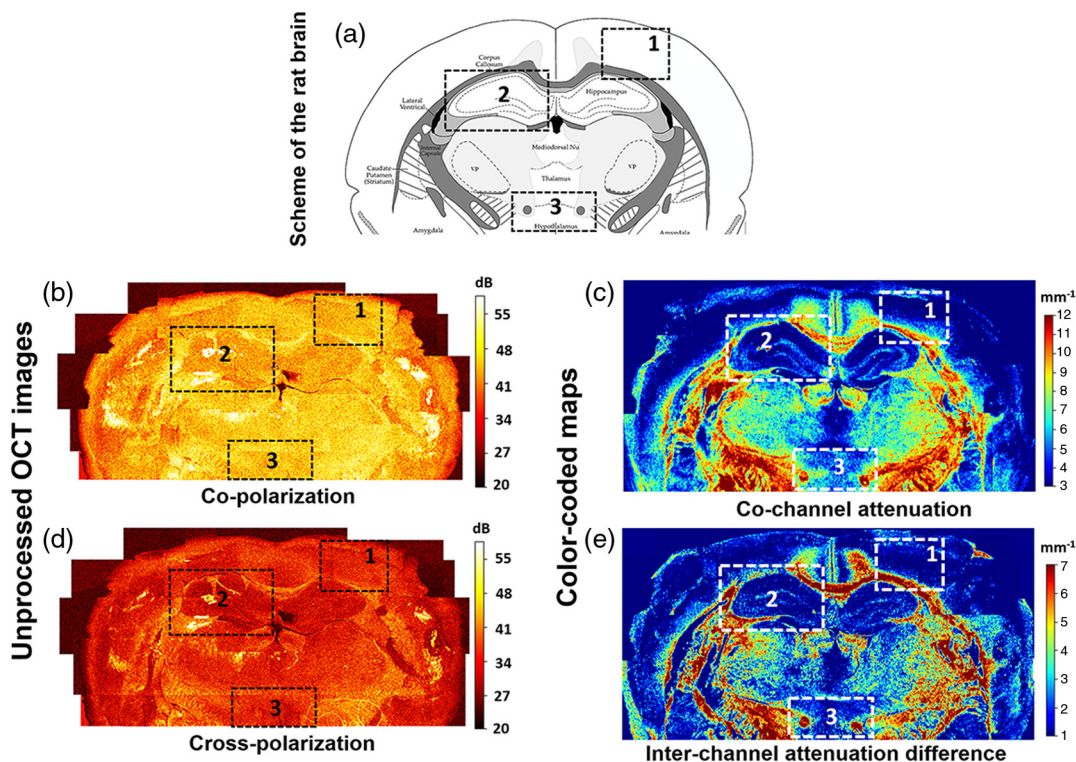 Scheme of the rat brain
(a)
1
Corpus
Callosum
2
Hippocampus
Lateral
Ventrical
Internal
Capsule
Mediodorsal Nu
Caudate
Putamen
(Striatum)
VP
VP
Thalamus
3
Amygdala
Hypothalamus
Amygdala
Unprocessed OCT images
(b)
dB
55
48
41
34
27
20
1
2
3
Co-polarization
(d)
dB
55
48
41
34
27
20
1
2
3
Cross-polarization
Color-coded maps
(c)
mm⁻¹
12
11
10
9
8
7
6
5
4
3
1
2
3
Co-channel attenuation
(e)
mm⁻¹
7
6
5
4
3
2
1
1
2
3
Inter-channel attenuation difference